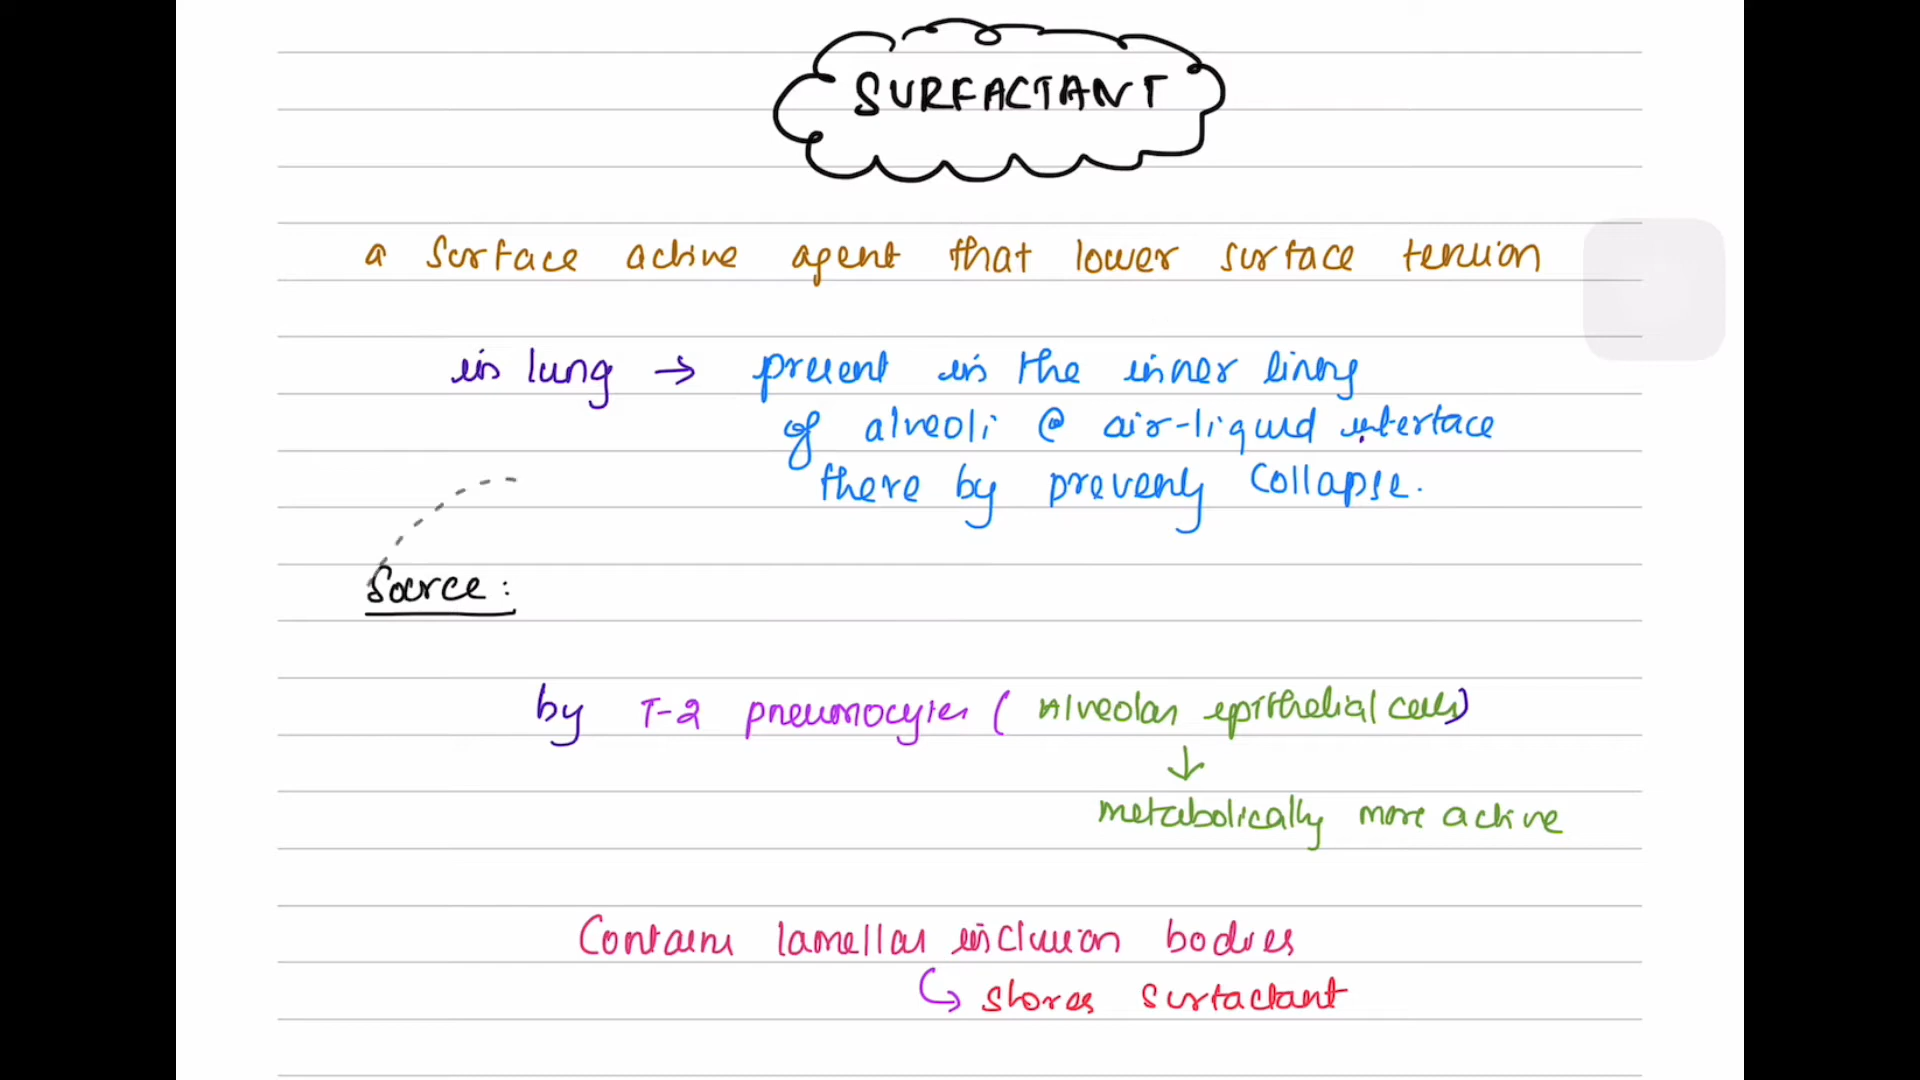 SURFACTANT
a surface active agent that lower surface tension
in lung → present in the inner lining
of alveoli @ air-liquid interface
there by preveny collapse.
Source:
by T-2 pneumocytes (Alveolar epithelial cells)
↓
metabolically more active
Contains lamellar inclusion bodies
↳ stores surfactant